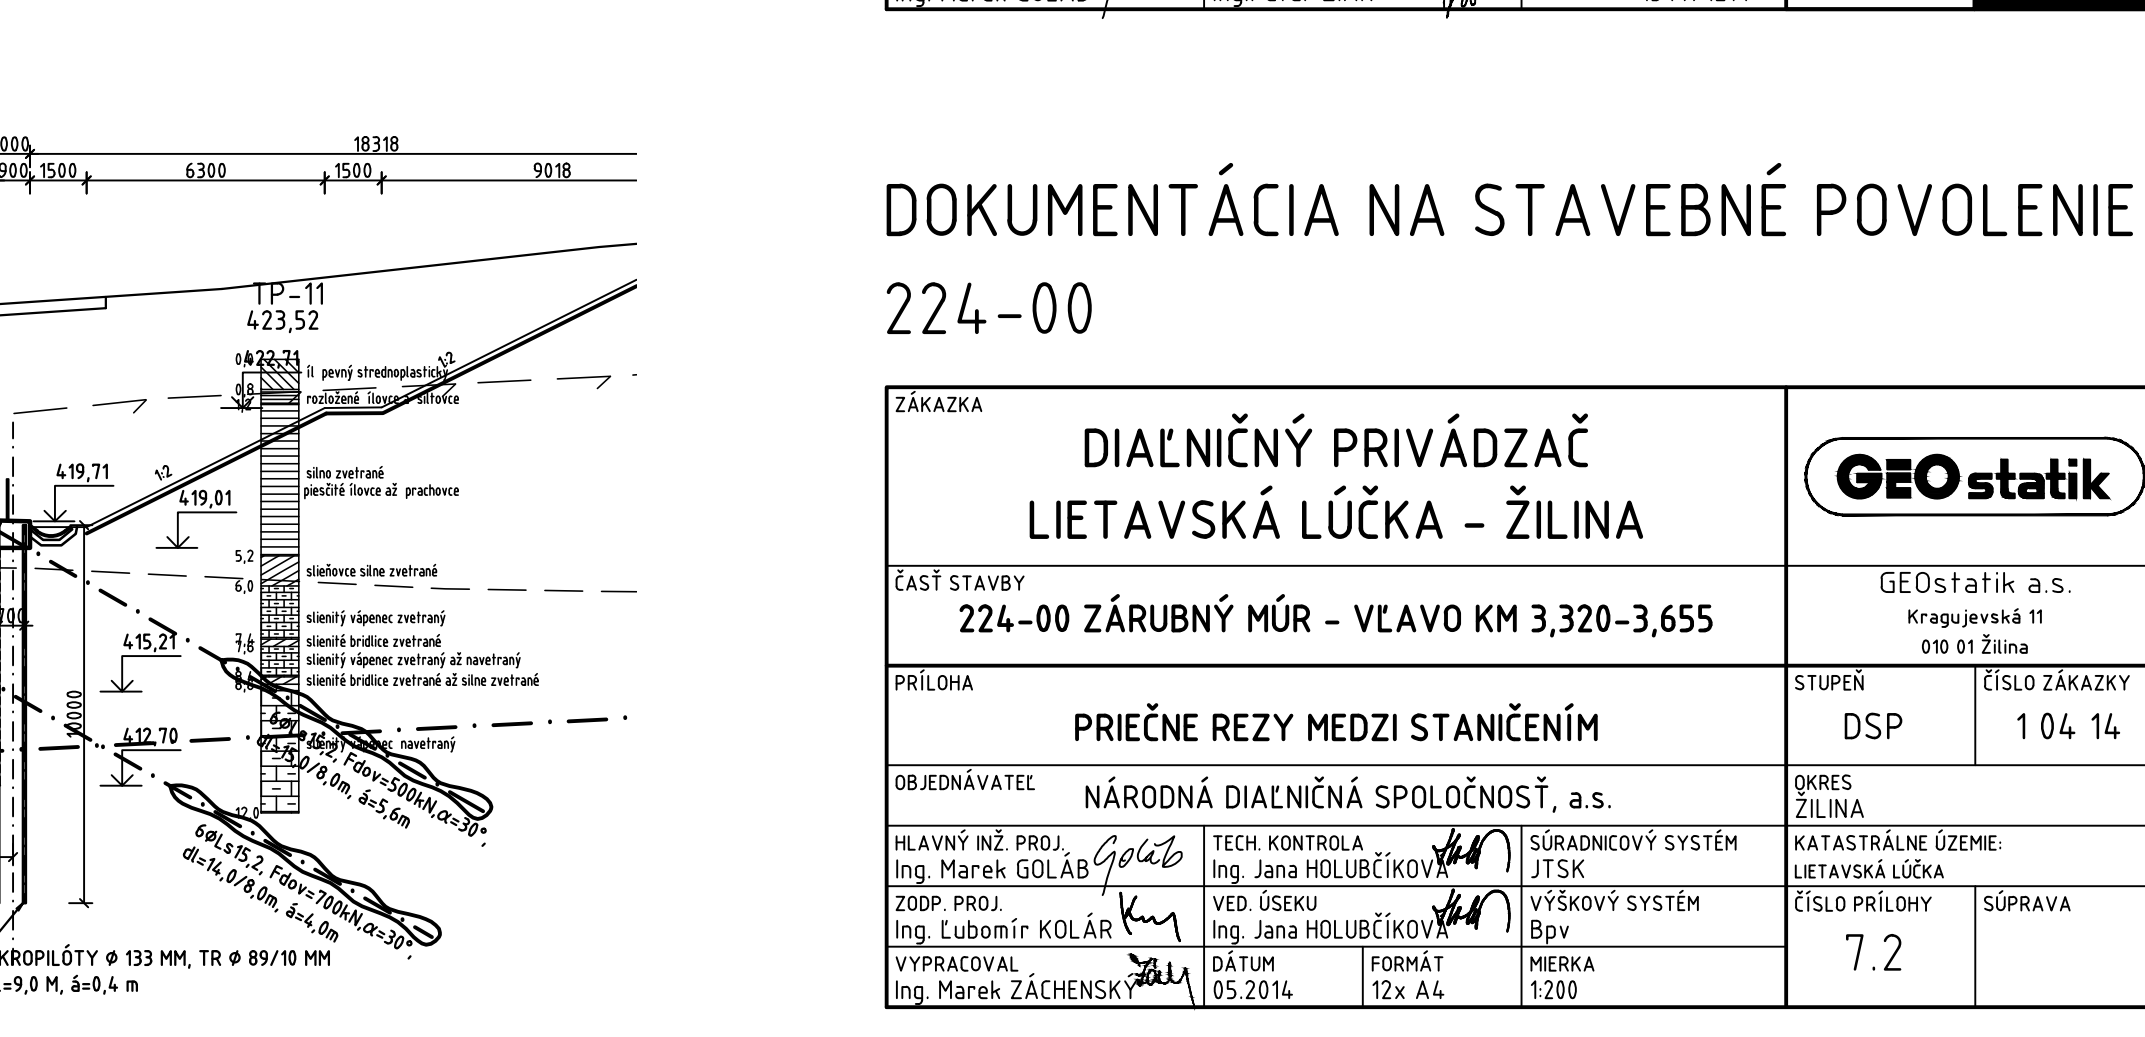 18318
1500
6300
1500
9018
TP-11
423,52
422,71
0,8
íl pevný strednoplastický
rozložené ílovce a siltovce
1:2
1:2
419,71
419,01
silno zvetrané
piesčité ílovce až prachovce
5,2
slieňovce silne zvetrané
6,0
slienitý vápenec zvetraný
7,4
slienité bridlice zvetrané
415,21
slienitý vápenec zvetraný až navetraný
slienité bridlice zvetrané až silne zvetrané
10000
412,70
slienitý vápenec navetraný
12,0
6øLs15,2, Fdov=500kN,α=30°,
dl=15,0/8,0m, á=5,6m
6øLs15,2, Fdov=700kN,α=30°,
dl=14,0/8,0m, á=4,0m
KROPILÓTY ø 133 MM, TR ø 89/10 MM
=9,0 M, á=0,4 m
DOKUMENTÁCIA NA STAVEBNÉ POVOLENIE
224-00
ZÁKAZKA
DIAĽNIČNÝ PRIVÁDZAČ
LIETAVSKÁ LÚČKA - ŽILINA
GEOstatik
ČASŤ STAVBY
224-00 ZÁRUBNÝ MÚR - VĽAVO KM 3,320-3,655
GEOstatik a.s.
Kragujevská 11
010 01 Žilina
PRÍLOHA
PRIEČNE REZY MEDZI STANIČENÍM
STUPEŇ
DSP
ČÍSLO ZÁKAZKY
1 04 14
OBJEDNÁVATEĽ
NÁRODNÁ DIAĽNIČNÁ SPOLOČNOSŤ, a.s.
OKRES
ŽILINA
HLAVNÝ INŽ. PROJ.
Ing. Marek GOLÁB
Goláb
TECH. KONTROLA
Ing. Jana HOLUBČÍKOVÁ
SÚRADNICOVÝ SYSTÉM
JTSK
KATASTRÁLNE ÚZEMIE:
LIETAVSKÁ LÚČKA
ZODP. PROJ.
Ing. Ľubomír KOLÁR
VED. ÚSEKU
Ing. Jana HOLUBČÍKOVÁ
VÝŠKOVÝ SYSTÉM
Bpv
ČÍSLO PRÍLOHY
7.2
SÚPRAVA
VYPRACOVAL
Ing. Marek ZÁCHENSKÝ
DÁTUM
05.2014
FORMÁT
12x A4
MIERKA
1:200